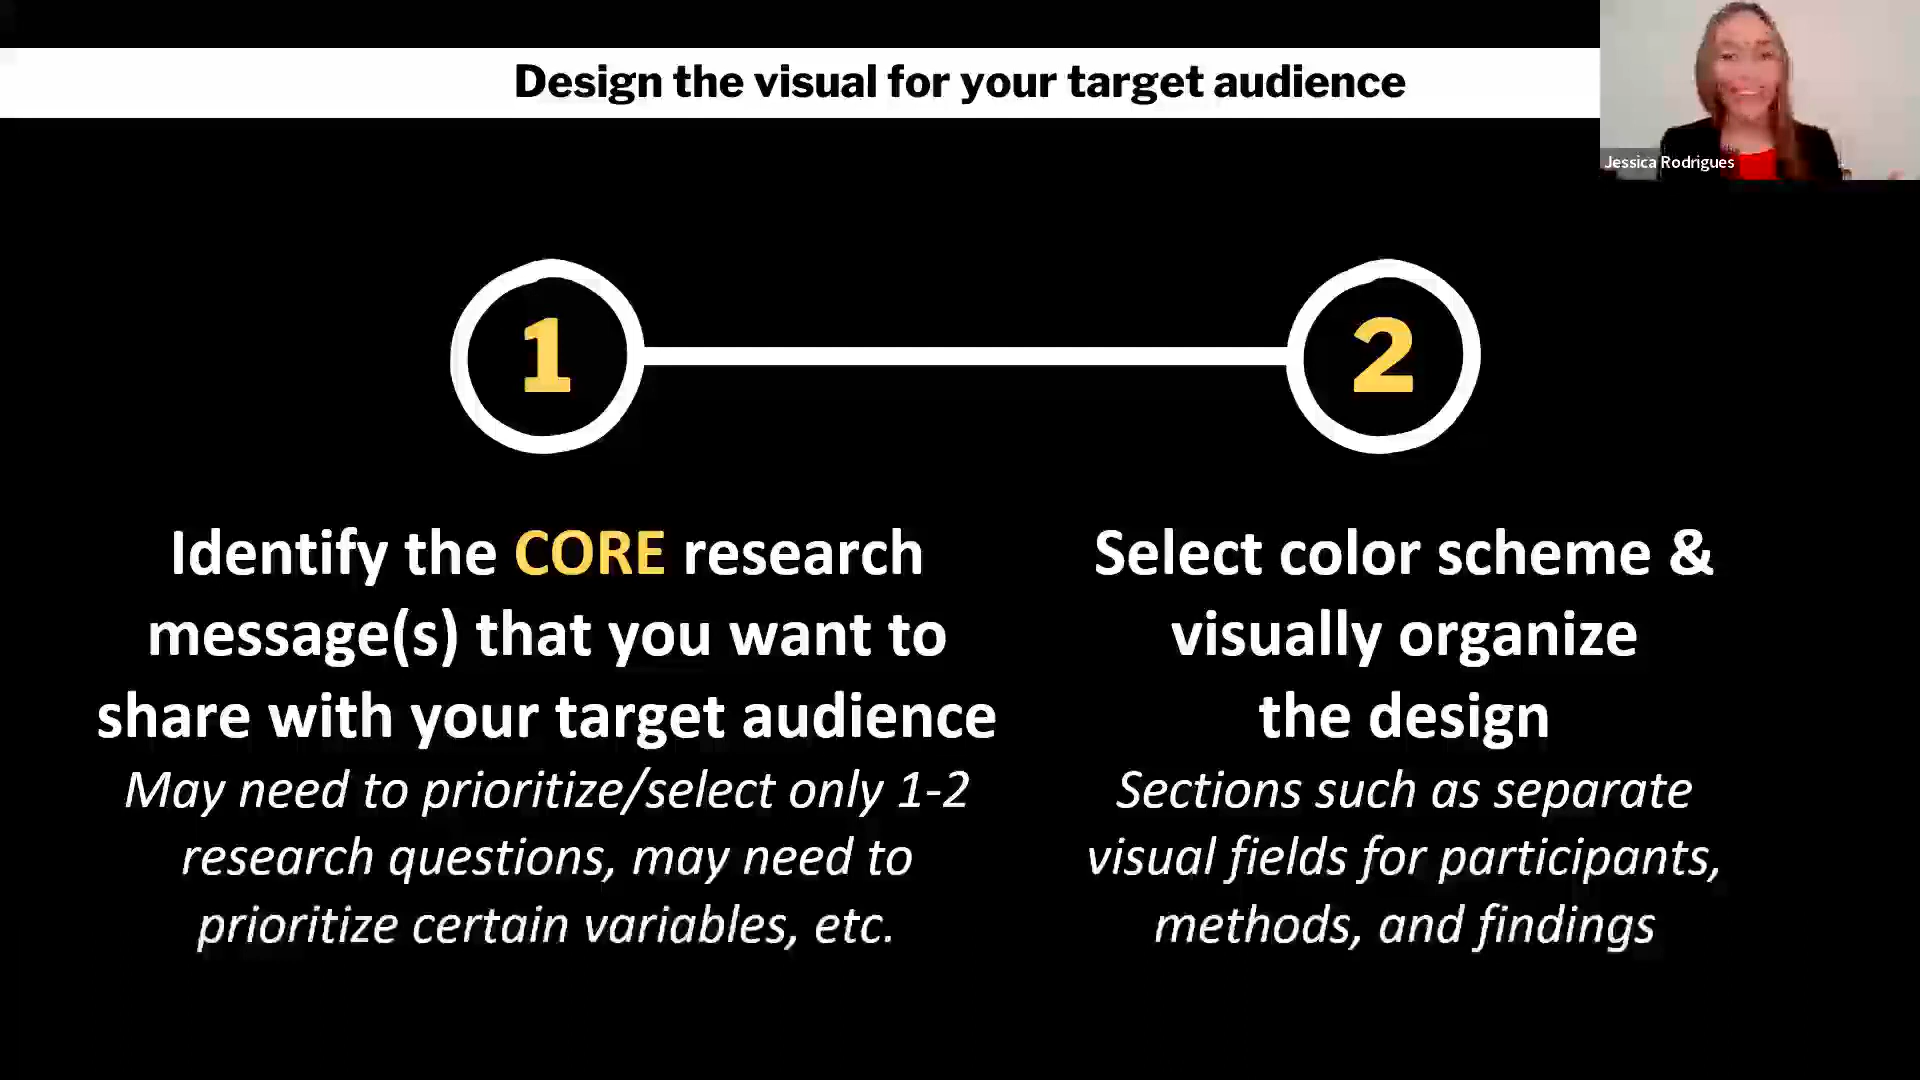 Design the visual for your target audience
Jessica Rodrigues
1
2
Identify the CORE research
message(s) that you want to
share with your target audience
May need to prioritize/select only 1-2
research questions, may need to
prioritize certain variables, etc.
Select color scheme &
visually organize
the design
Sections such as separate
visual fields for participants,
methods, and findings